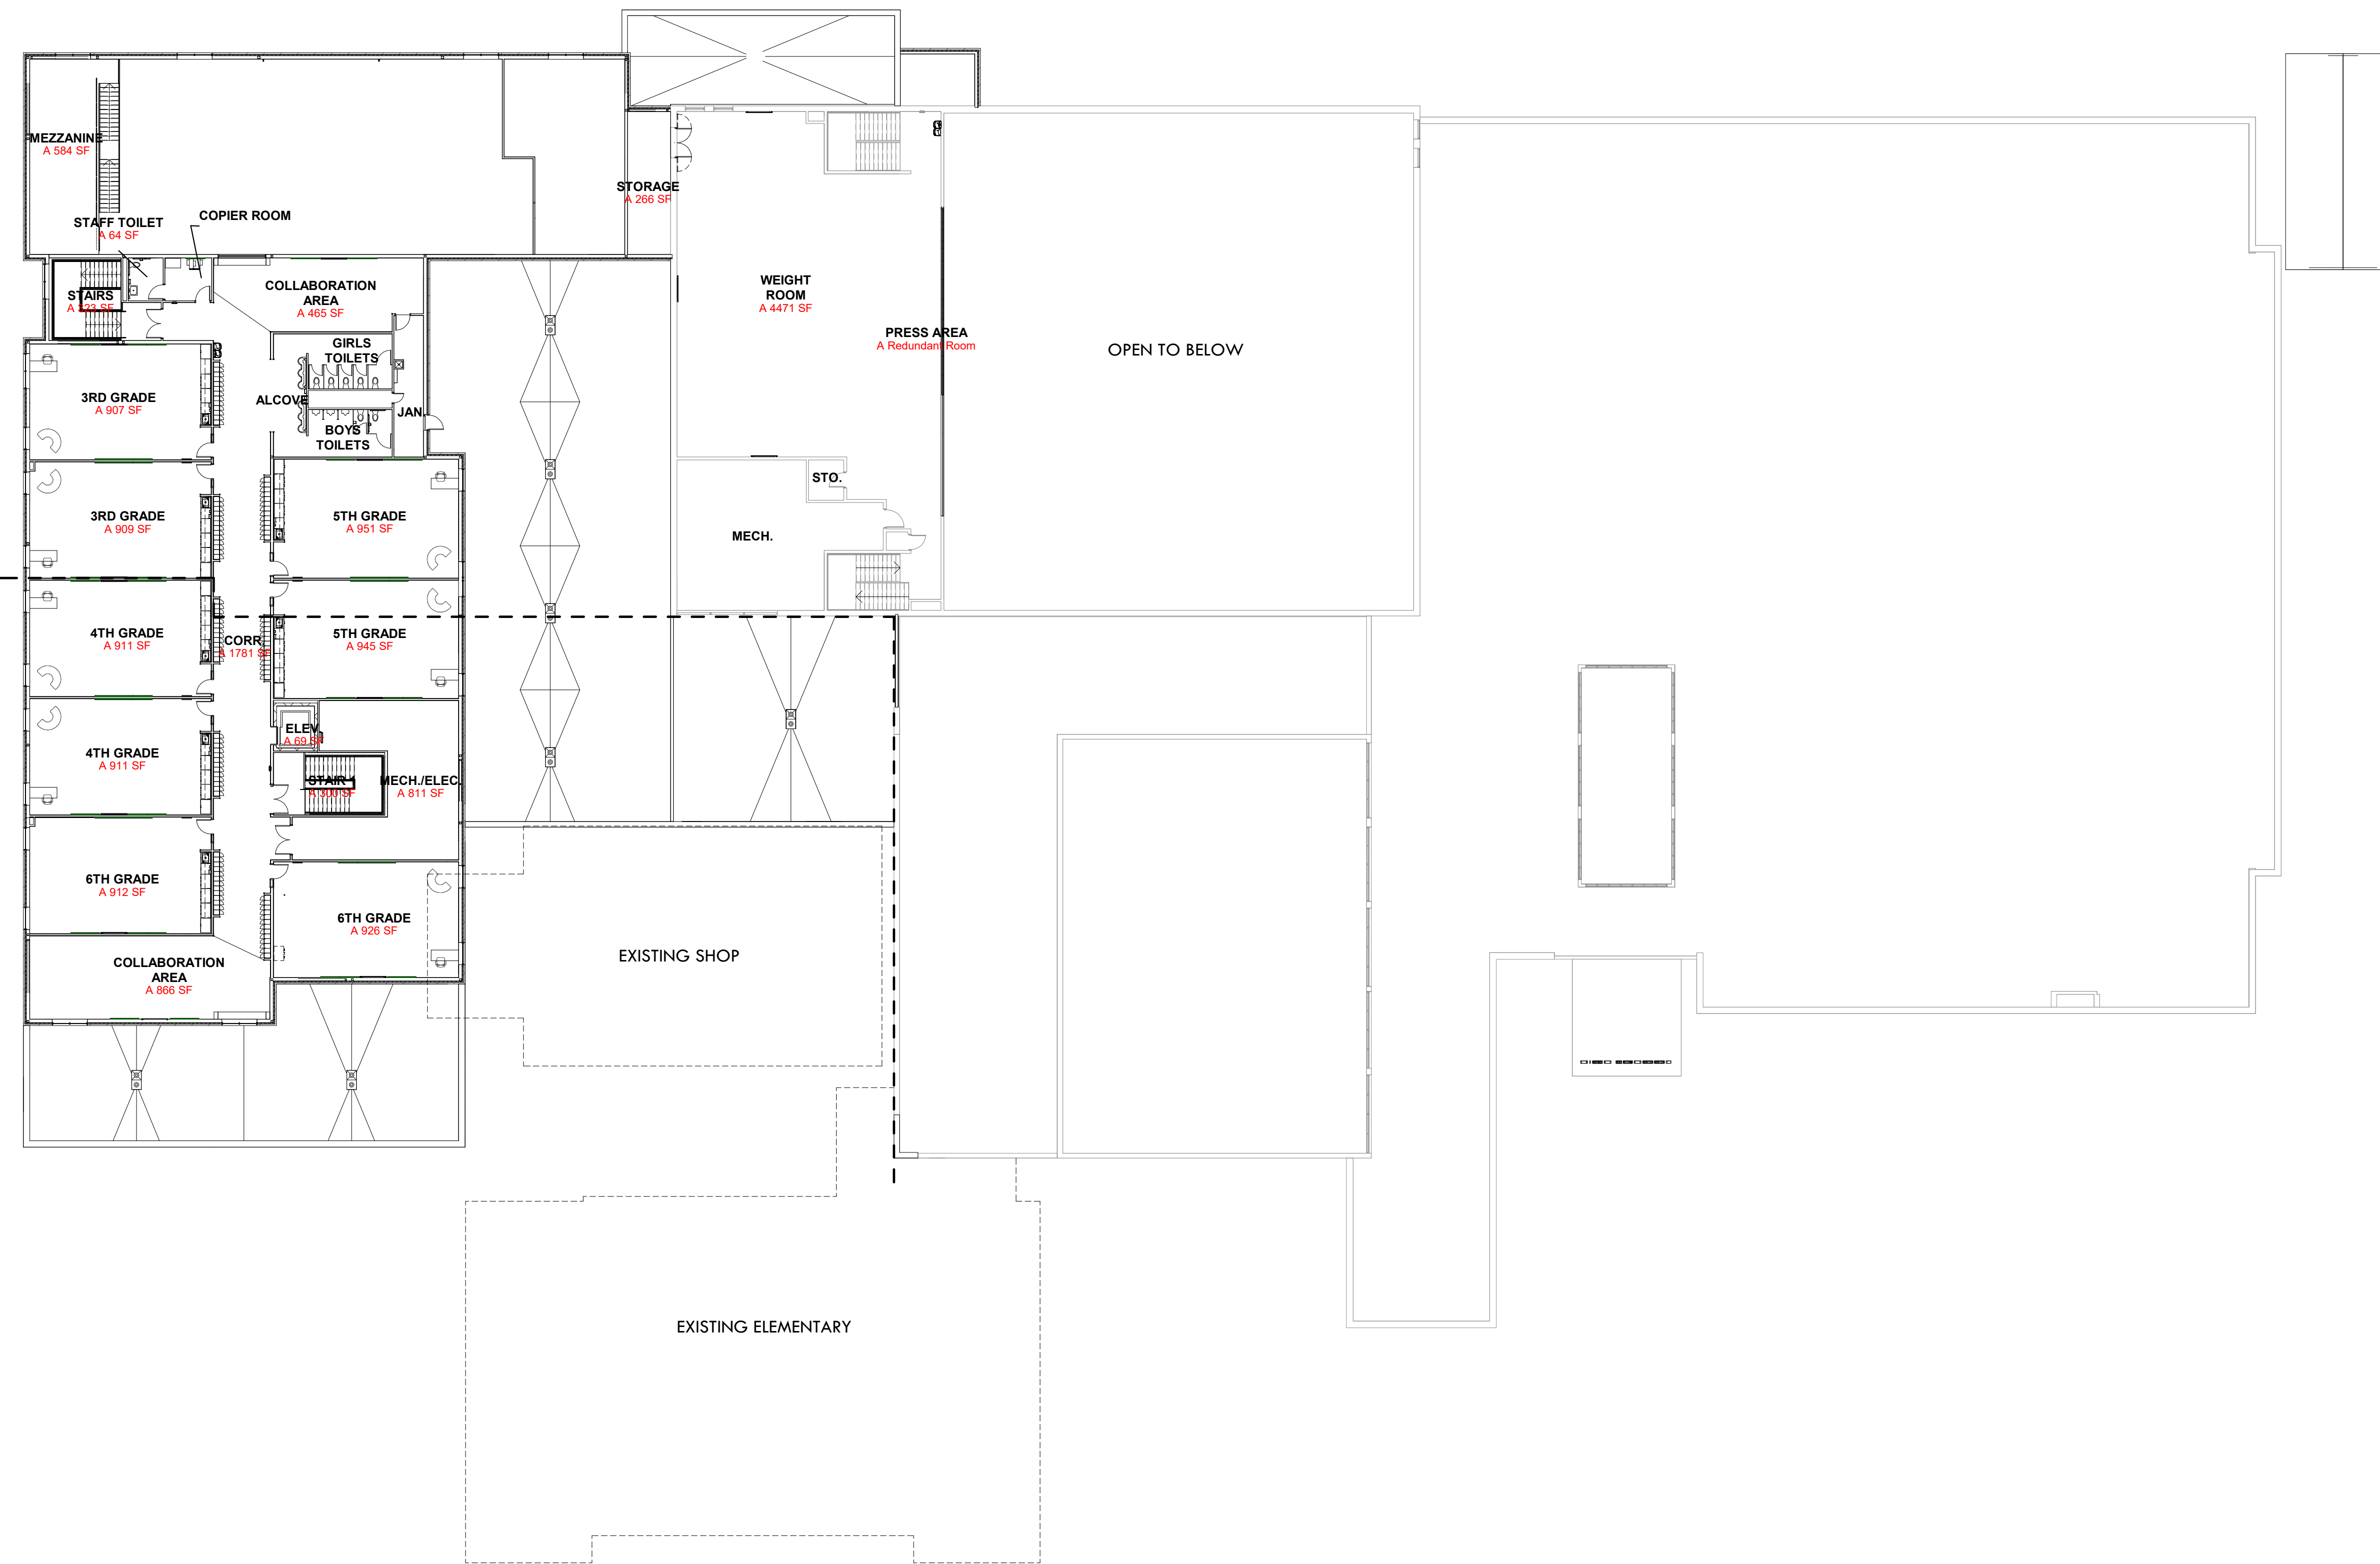 MEZZANINE
A 584 SF
STORAGE
A 266 SF
STAFF TOILET
A 64 SF
COPIER ROOM
STAIRS
A 323 SF
COLLABORATION
AREA
A 465 SF
WEIGHT
ROOM
A 4471 SF
PRESS AREA
A Redundant Room
OPEN TO BELOW
GIRLS
TOILETS
3RD GRADE
A 907 SF
ALCOVE
JAN.
BOYS
TOILETS
STO.
3RD GRADE
A 909 SF
5TH GRADE
A 951 SF
MECH.
4TH GRADE
A 911 SF
CORR.
A 1781 SF
5TH GRADE
A 945 SF
ELEV.
A 69 SF
4TH GRADE
A 911 SF
STAIR 1
A 300 SF
MECH./ELEC.
A 811 SF
6TH GRADE
A 912 SF
6TH GRADE
A 926 SF
EXISTING SHOP
COLLABORATION
AREA
A 866 SF
EXISTING ELEMENTARY